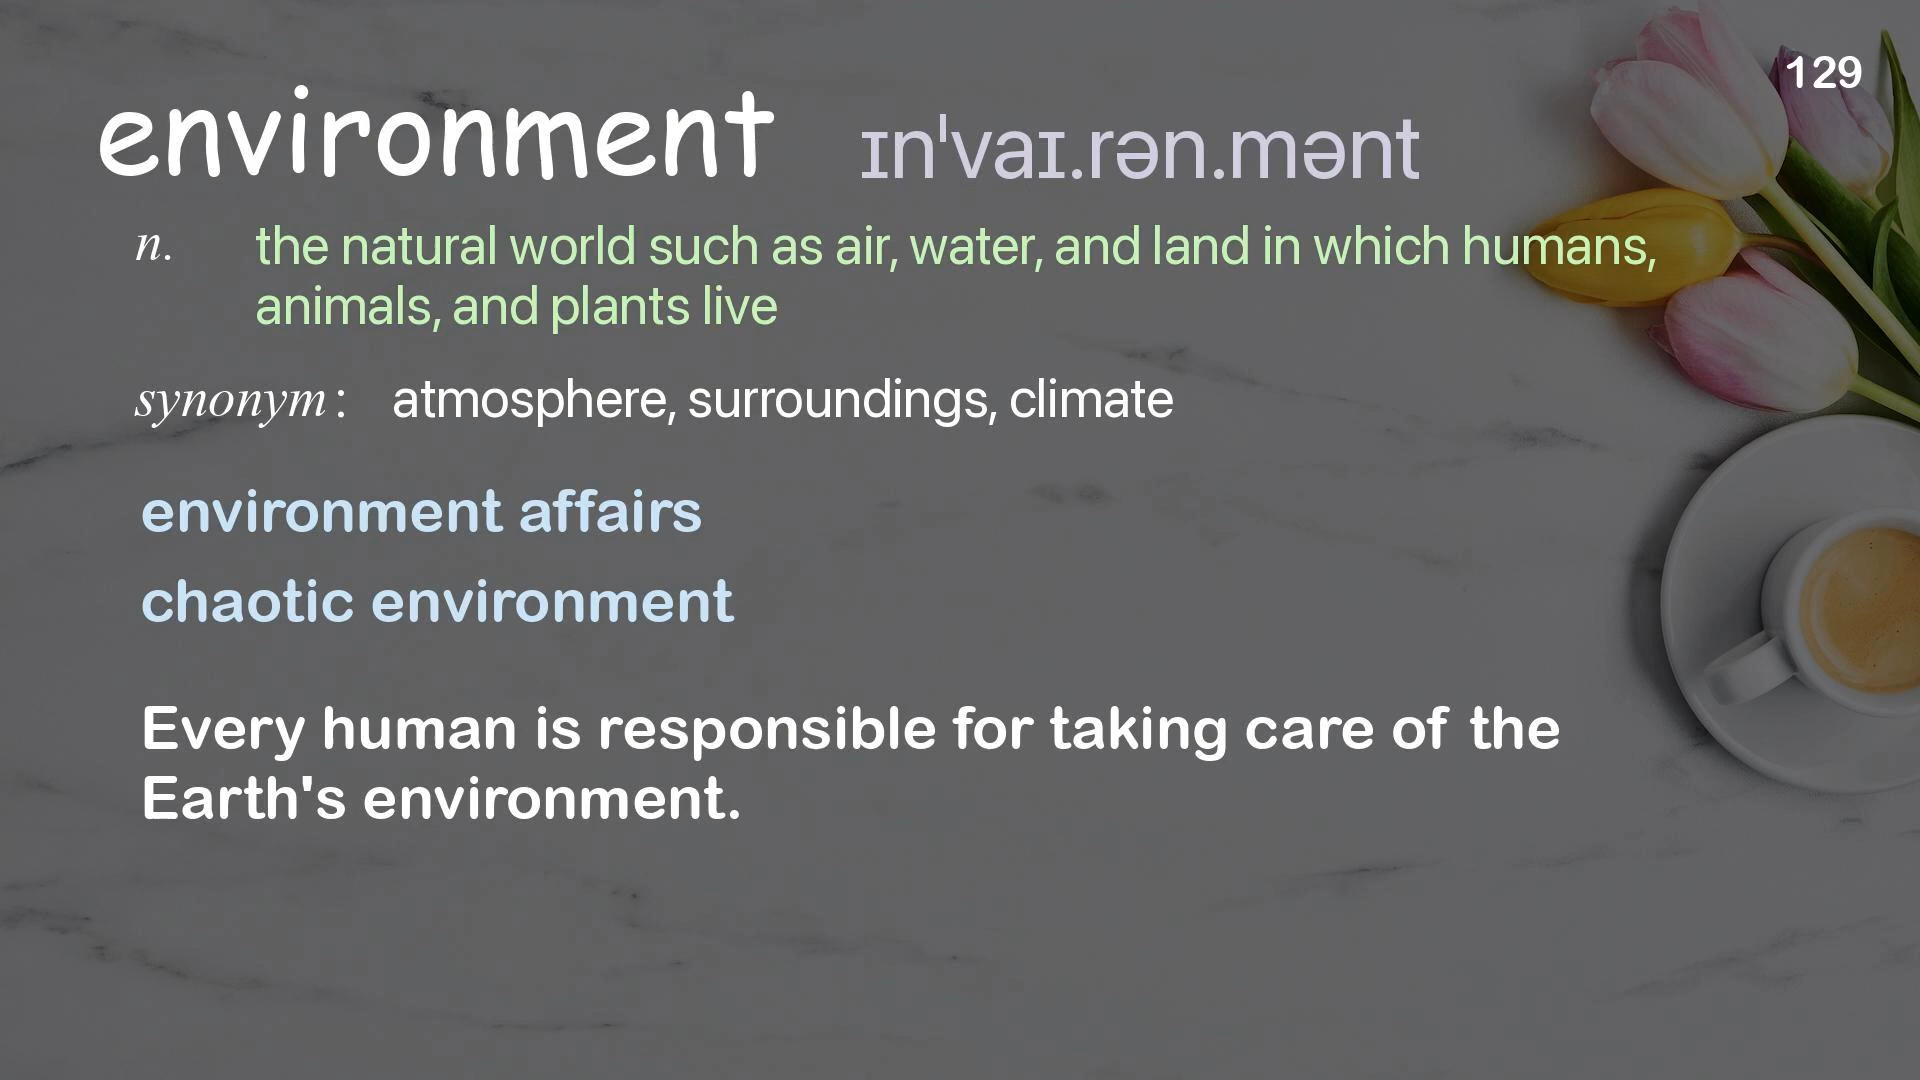 129
environment ɪnˈvaɪ.rən.mənt
n. the natural world such as air, water, and land in which humans,
animals, and plants live
synonym: atmosphere, surroundings, climate
environment affairs
chaotic environment
Every human is responsible for taking care of the
Earth's environment.